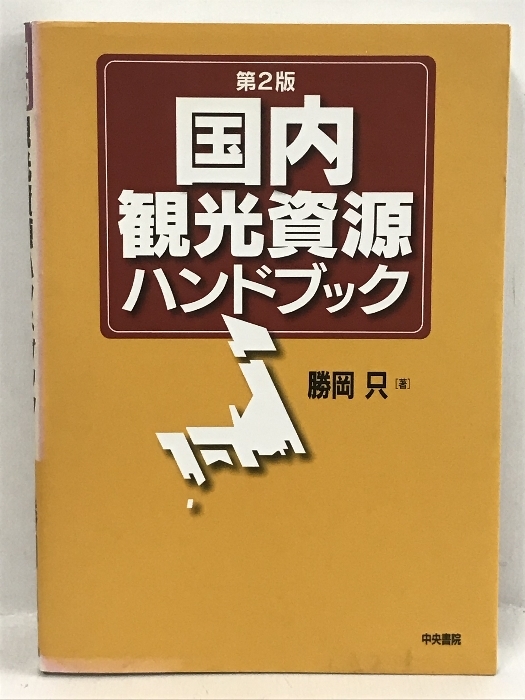 第2版
国内
観光資源
ハンドブック
勝岡 只 [著]
中央書院